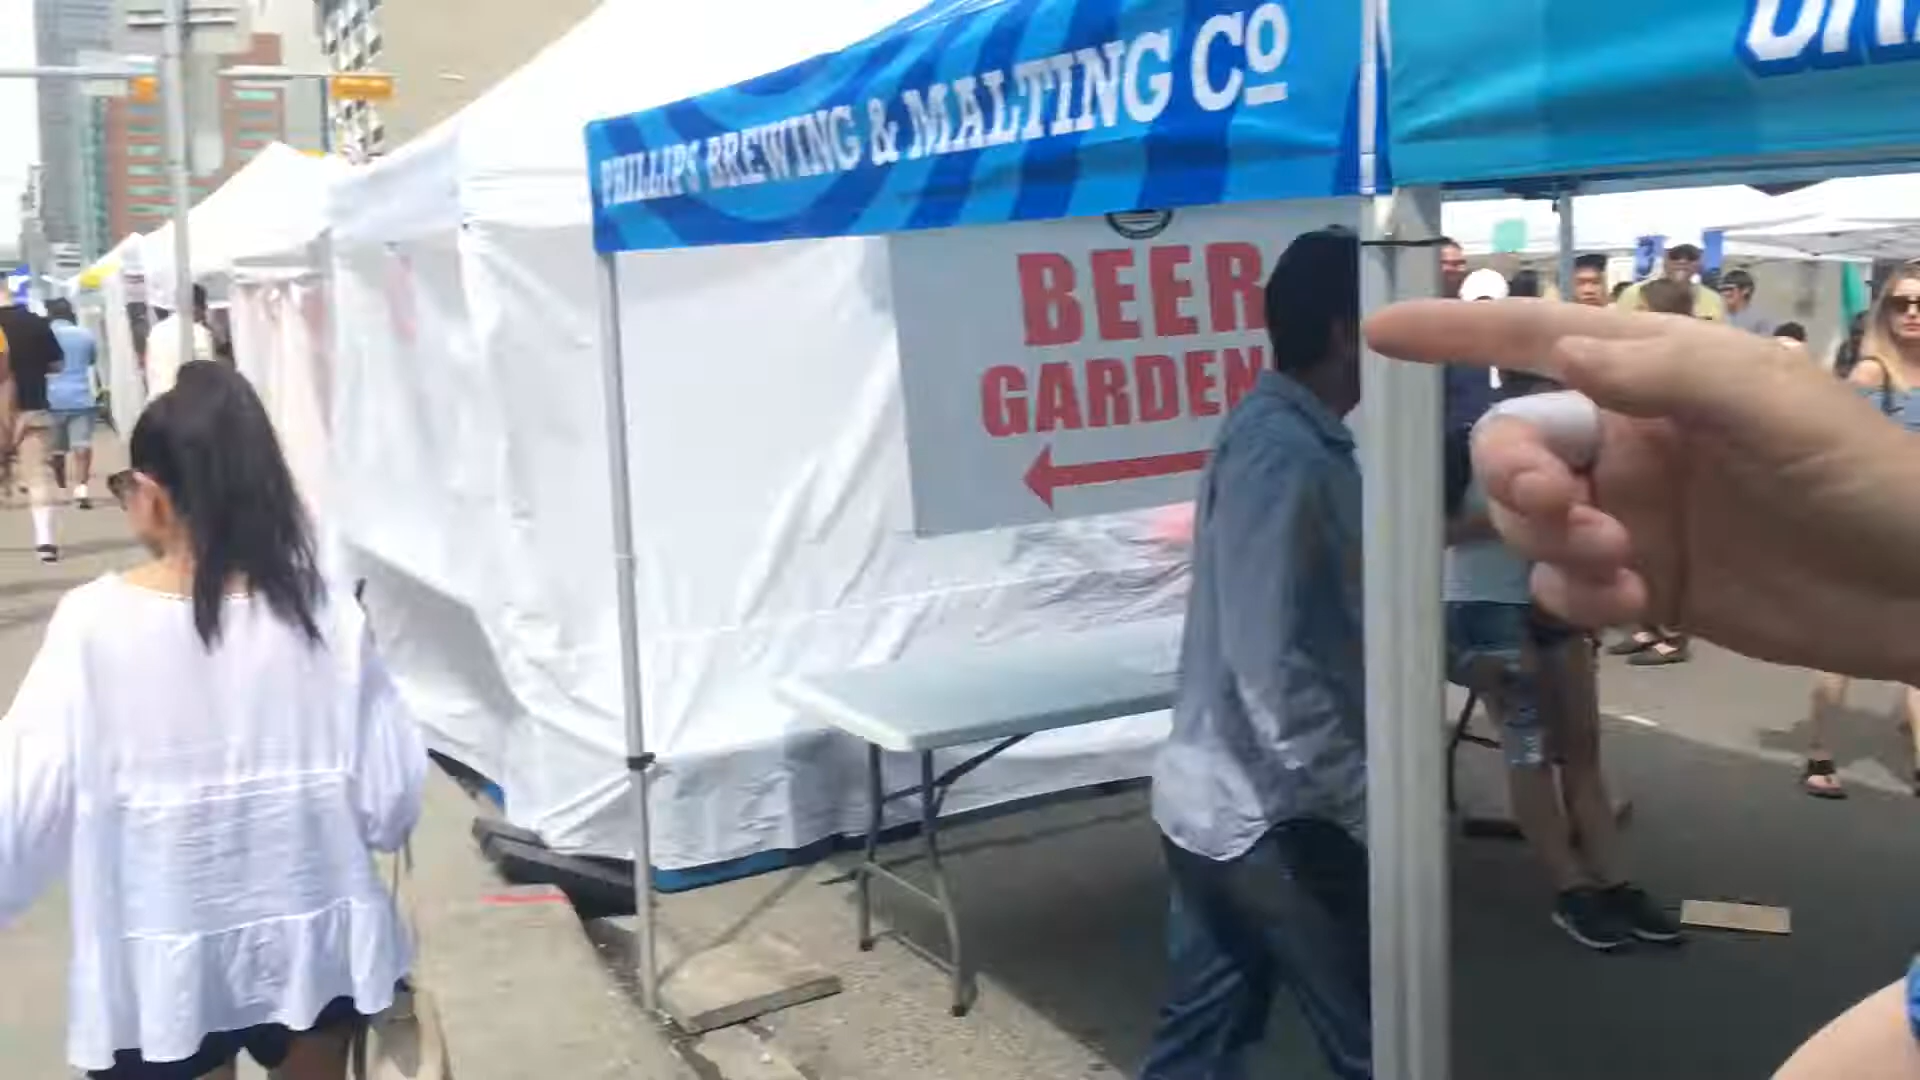 PHILLIPS BREWING & MALTING Co
BEER
GARDEN